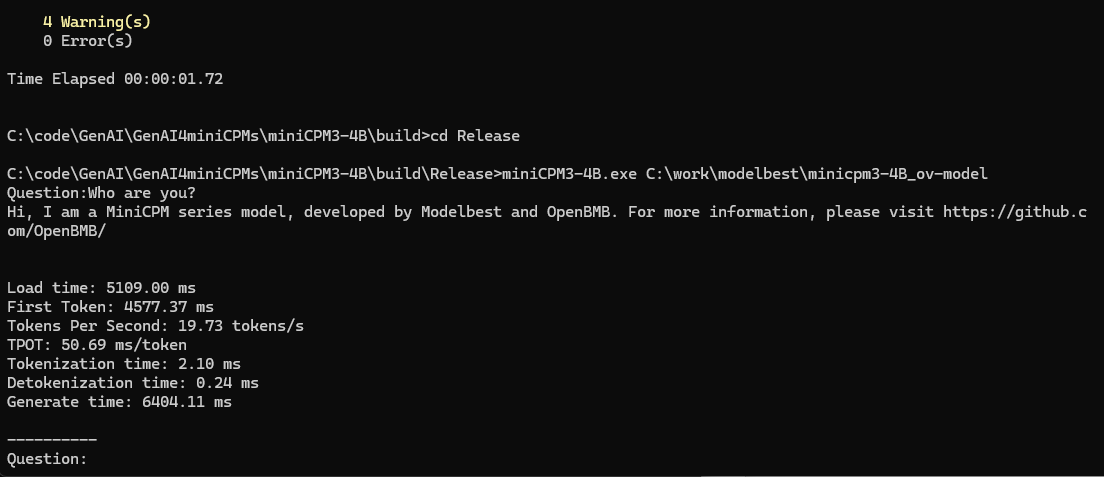 4 Warning(s)
0 Error(s)
Time Elapsed 00:00:01.72
C:\code\GenAI\GenAI4miniCPMs\miniCPM3-4B\build>cd Release
C:\code\GenAI\GenAI4miniCPMs\miniCPM3-4B\build\Release>miniCPM3-4B.exe C:\work\modelbest\minicpm3-4B_ov-model
Question:Who are you?
Hi, I am a MiniCPM series model, developed by Modelbest and OpenBMB. For more information, please visit https://github.c
om/OpenBMB/
Load time: 5109.00 ms
First Token: 4577.37 ms
Tokens Per Second: 19.73 tokens/s
TPOT: 50.69 ms/token
Tokenization time: 2.10 ms
Detokenization time: 0.24 ms
Generate time: 6404.11 ms
----------
Question: